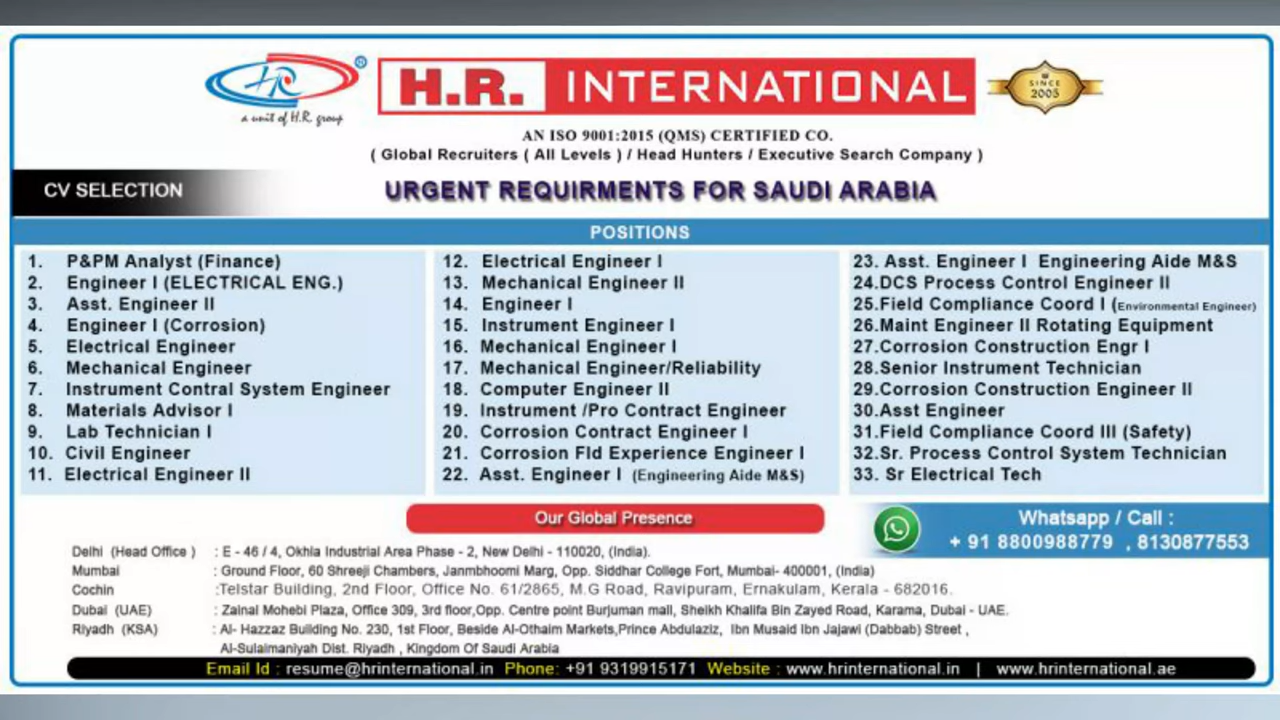 HR ®
a unit of H.R. group
H.R. INTERNATIONAL
SINCE
2005
AN ISO 9001:2015 (QMS) CERTIFIED CO.
( Global Recruiters ( All Levels ) / Head Hunters / Executive Search Company )
CV SELECTION
URGENT REQUIRMENTS FOR SAUDI ARABIA
POSITIONS
1. P&PM Analyst (Finance)
2. Engineer I (ELECTRICAL ENG.)
3. Asst. Engineer II
4. Engineer I (Corrosion)
5. Electrical Engineer
6. Mechanical Engineer
7. Instrument Contral System Engineer
8. Materials Advisor I
9. Lab Technician I
10. Civil Engineer
11. Electrical Engineer II
12. Electrical Engineer I
13. Mechanical Engineer II
14. Engineer I
15. Instrument Engineer I
16. Mechanical Engineer I
17. Mechanical Engineer/Reliability
18. Computer Engineer II
19. Instrument /Pro Contract Engineer
20. Corrosion Contract Engineer I
21. Corrosion Fld Experience Engineer I
22. Asst. Engineer I (Engineering Aide M&S)
23. Asst. Engineer I Engineering Aide M&S
24.DCS Process Control Engineer II
25.Field Compliance Coord I (Environmental Engineer)
26.Maint Engineer II Rotating Equipment
27.Corrosion Construction Engr I
28.Senior Instrument Technician
29.Corrosion Construction Engineer II
30.Asst Engineer
31.Field Compliance Coord III (Safety)
32.Sr. Process Control System Technician
33. Sr Electrical Tech
Our Global Presence
Whatsapp / Call :
+ 91 8800988779 , 8130877553
Delhi (Head Office ) : E - 46 / 4, Okhla Industrial Area Phase - 2, New Delhi - 110020, (India).
Mumbai : Ground Floor, 60 Shreeji Chambers, Janmbhoomi Marg, Opp. Siddhar College Fort, Mumbai- 400001, (India)
Cochin :Telstar Building, 2nd Floor, Office No. 61/2865, M.G Road, Ravipuram, Ernakulam, Kerala - 682016.
Dubai (UAE) : Zainal Mohebi Plaza, Office 309, 3rd floor,Opp. Centre point Burjuman mall, Sheikh Khalifa Bin Zayed Road, Karama, Dubai - UAE.
Riyadh (KSA) : Al- Hazzaz Building No. 230, 1st Floor, Beside Al-Othaim Markets,Prince Abdulaziz, Ibn Musaid Ibn Jajawi (Dabbab) Street ,
Al-Sulaimaniyah Dist. Riyadh , Kingdom Of Saudi Arabia
Email Id : resume@hrinternational.in Phone: +91 9319915171 Website : www.hrinternational.in | www.hrinternational.ae